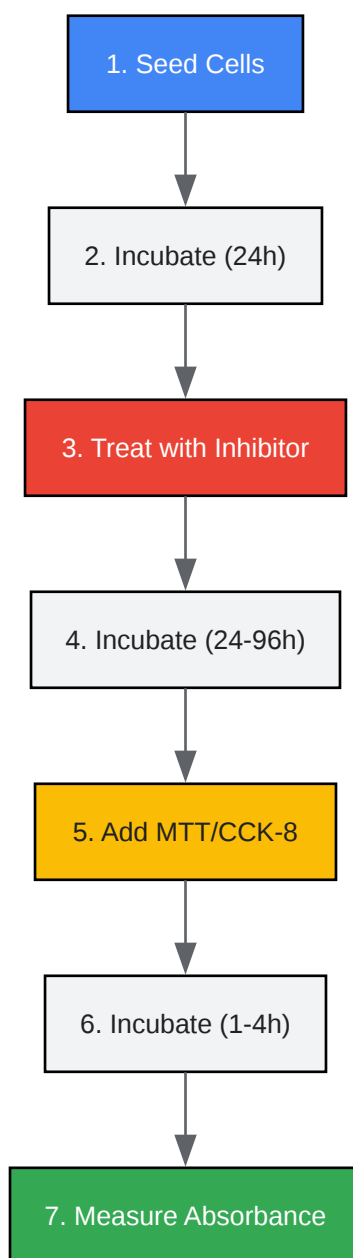 1. Seed Cells
2. Incubate (24h)
3. Treat with Inhibitor
4. Incubate (24-96h)
5. Add MTT/CCK-8
6. Incubate (1-4h)
7. Measure Absorbance